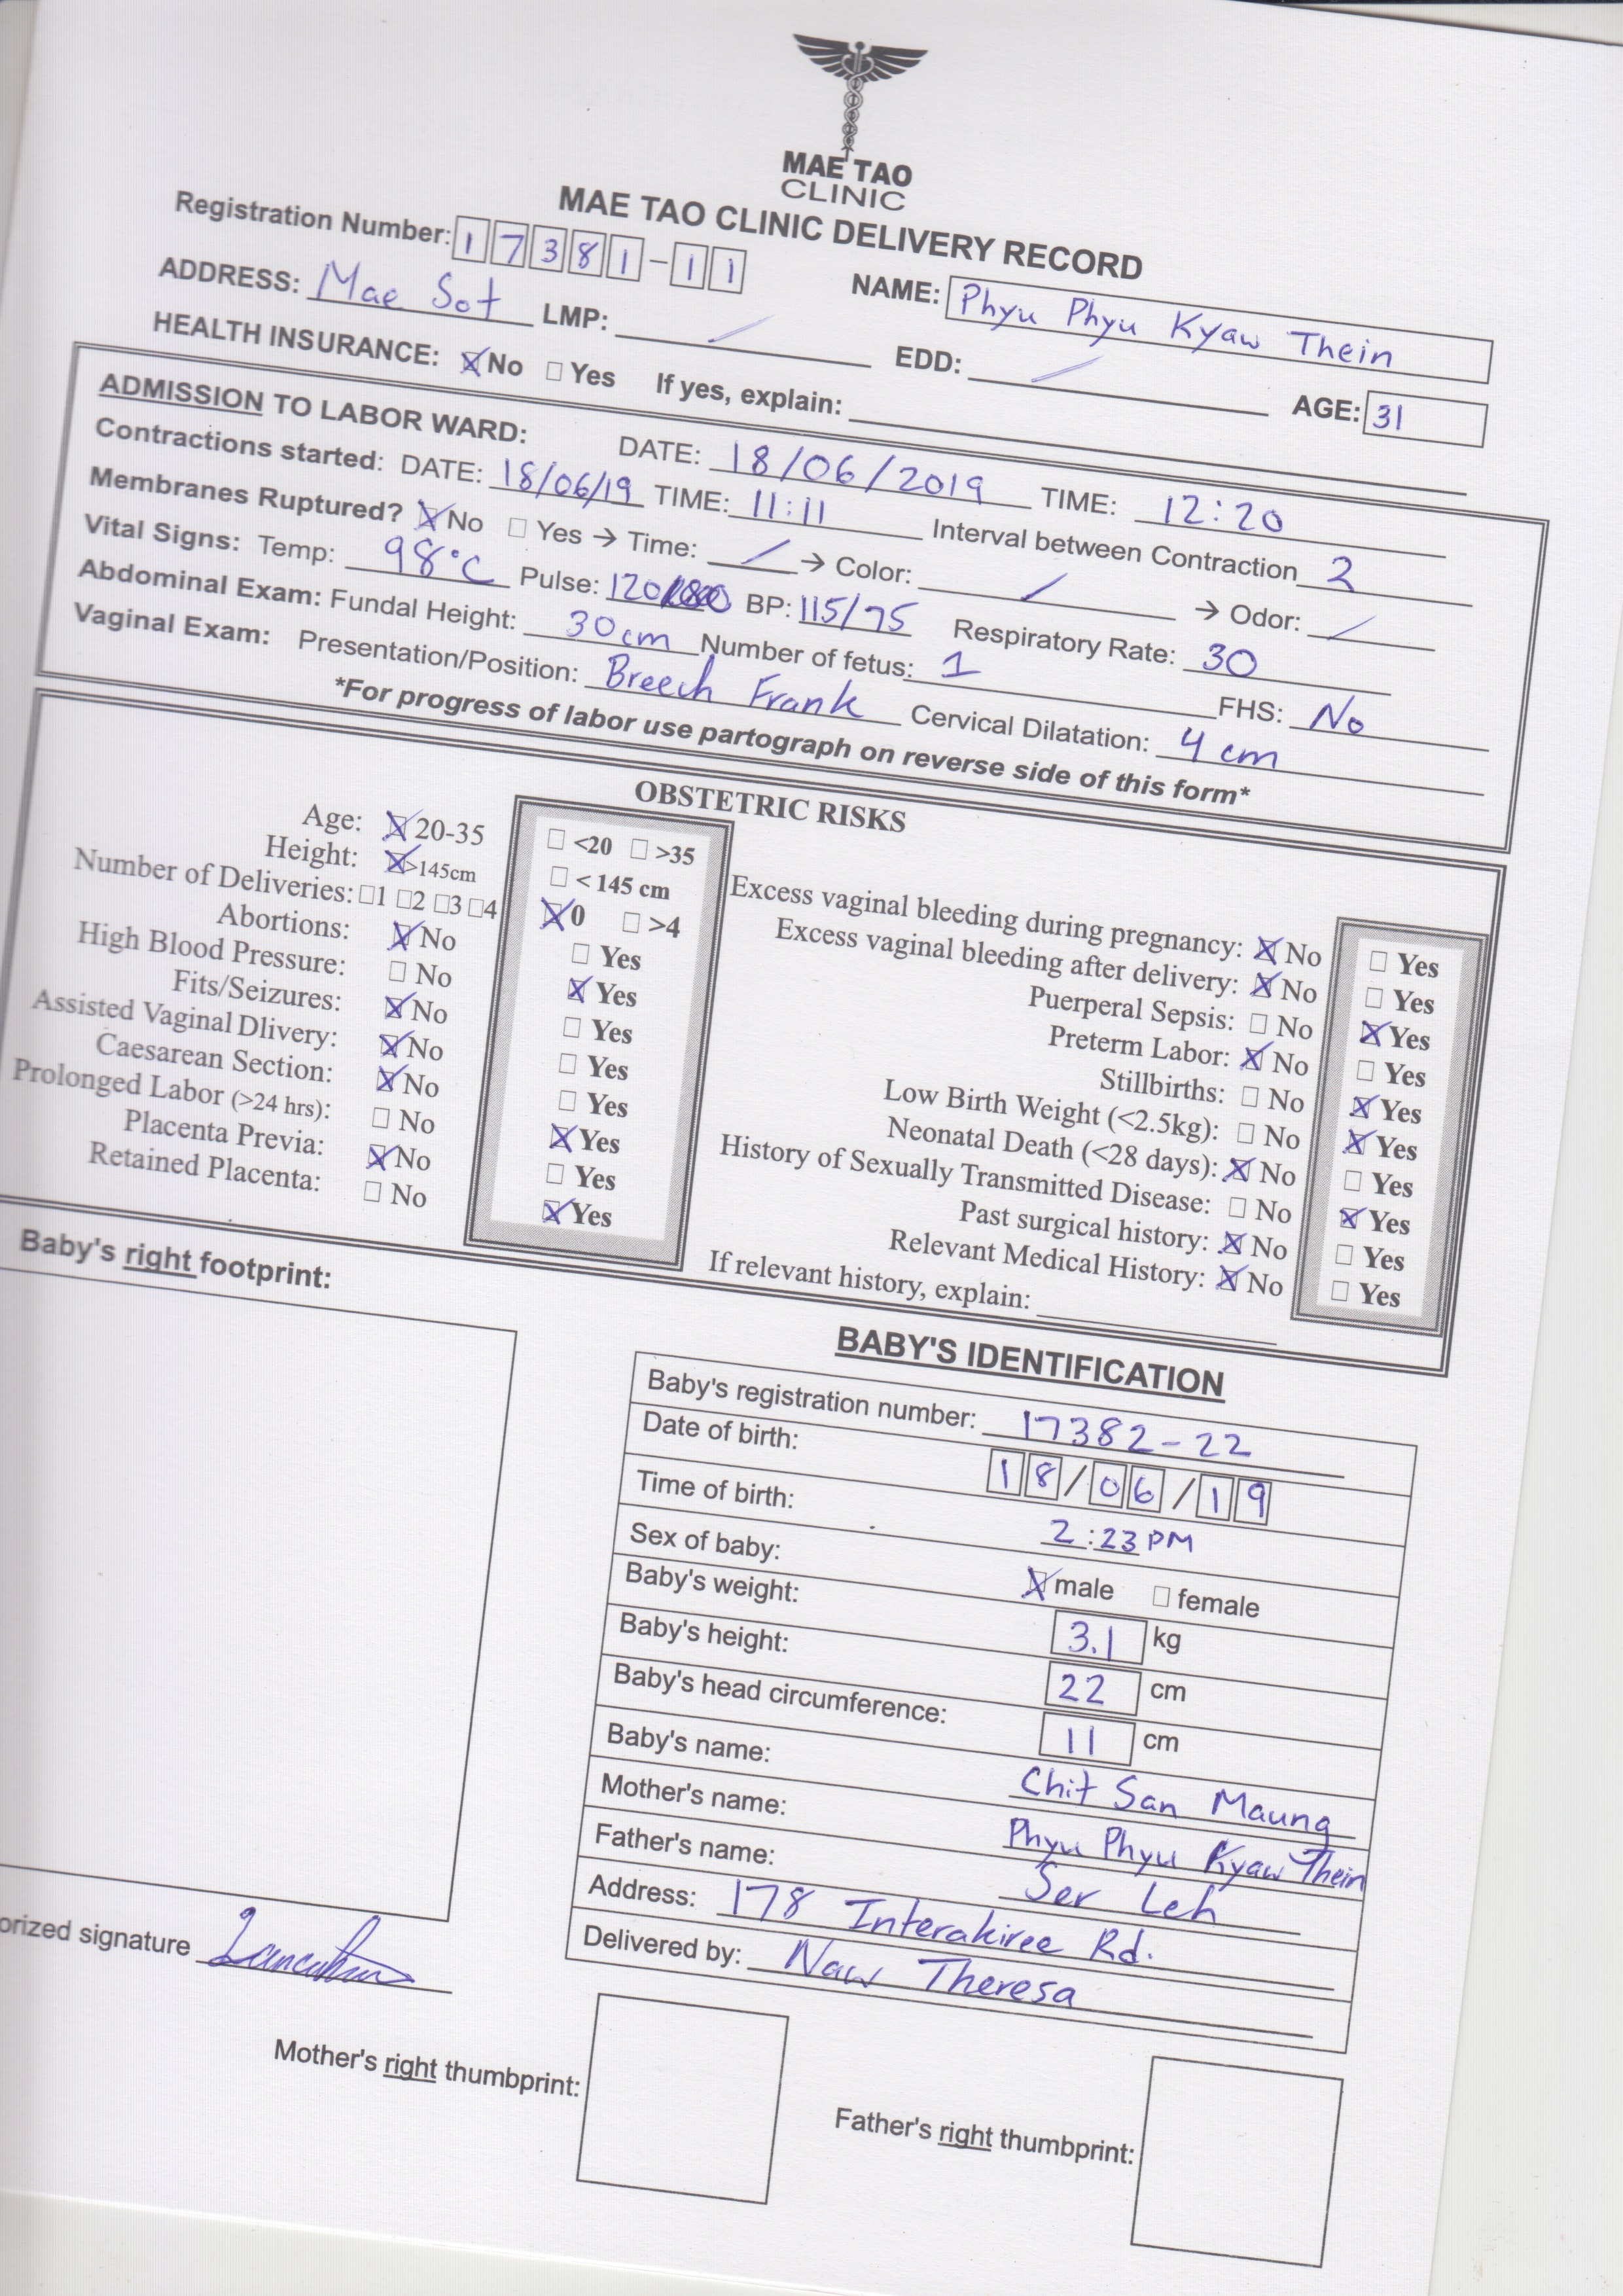 MAE TAO
CLINIC
MAE TAO CLINIC DELIVERY RECORD
Registration Number: 17381-11
NAME: Phyu Phyu Kyaw Thein
ADDRESS: Mae Sot LMP: / EDD: / AGE: 31
HEALTH INSURANCE: ☒ No ☐ Yes If yes, explain:
ADMISSION TO LABOR WARD: DATE: 18/06/2019 TIME: 12:20
Contractions started: DATE: 18/06/19 TIME: 11:11 Interval between Contraction 2
Membranes Ruptured? ☒ No ☐ Yes → Time: / → Color: / → Odor: /
Vital Signs: Temp: 98°C Pulse: 120 BP: 115/75 Respiratory Rate: 30
Abdominal Exam: Fundal Height: 30cm Number of fetus: 1 FHS: No
Vaginal Exam: Presentation/Position: Breech Frank Cervical Dilatation: 4 cm
*For progress of labor use partograph on reverse side of this form*
OBSTETRIC RISKS
Age: ☒ 20-35 ☐ <20 ☐ >35
Height: ☒ >145cm ☐ < 145 cm
Number of Deliveries: ☐1 ☐2 ☐3 ☐4 ☒ 0 ☐ >4
Abortions: ☒ No ☐ Yes
High Blood Pressure: ☐ No ☒ Yes
Fits/Seizures: ☒ No ☐ Yes
Assisted Vaginal Dlivery: ☒ No ☐ Yes
Caesarean Section: ☒ No ☐ Yes
Prolonged Labor (>24 hrs): ☐ No ☒ Yes
Placenta Previa: ☒ No ☐ Yes
Retained Placenta: ☐ No ☒ Yes
Excess vaginal bleeding during pregnancy: ☒ No ☐ Yes
Excess vaginal bleeding after delivery: ☒ No ☐ Yes
Puerperal Sepsis: ☐ No ☒ Yes
Preterm Labor: ☒ No ☐ Yes
Stillbirths: ☐ No ☒ Yes
Low Birth Weight (<2.5kg): ☐ No ☒ Yes
Neonatal Death (<28 days): ☒ No ☐ Yes
History of Sexually Transmitted Disease: ☐ No ☒ Yes
Past surgical history: ☒ No ☐ Yes
Relevant Medical History: ☒ No ☐ Yes
If relevant history, explain:
Baby's right footprint:
BABY'S IDENTIFICATION
Baby's registration number: 17382-22
Date of birth: 18/06/19
Time of birth: 2:23 PM
Sex of baby: ☒ male ☐ female
Baby's weight: 3.1 kg
Baby's height: 22 cm
Baby's head circumference: 11 cm
Baby's name: Chit San Maung
Mother's name: Phyu Phyu Kyaw Thein
Father's name: Ser Leh
Address: 178 Interakiree Rd.
Delivered by: Naw Theresa
orized signature
Mother's right thumbprint:
Father's right thumbprint: